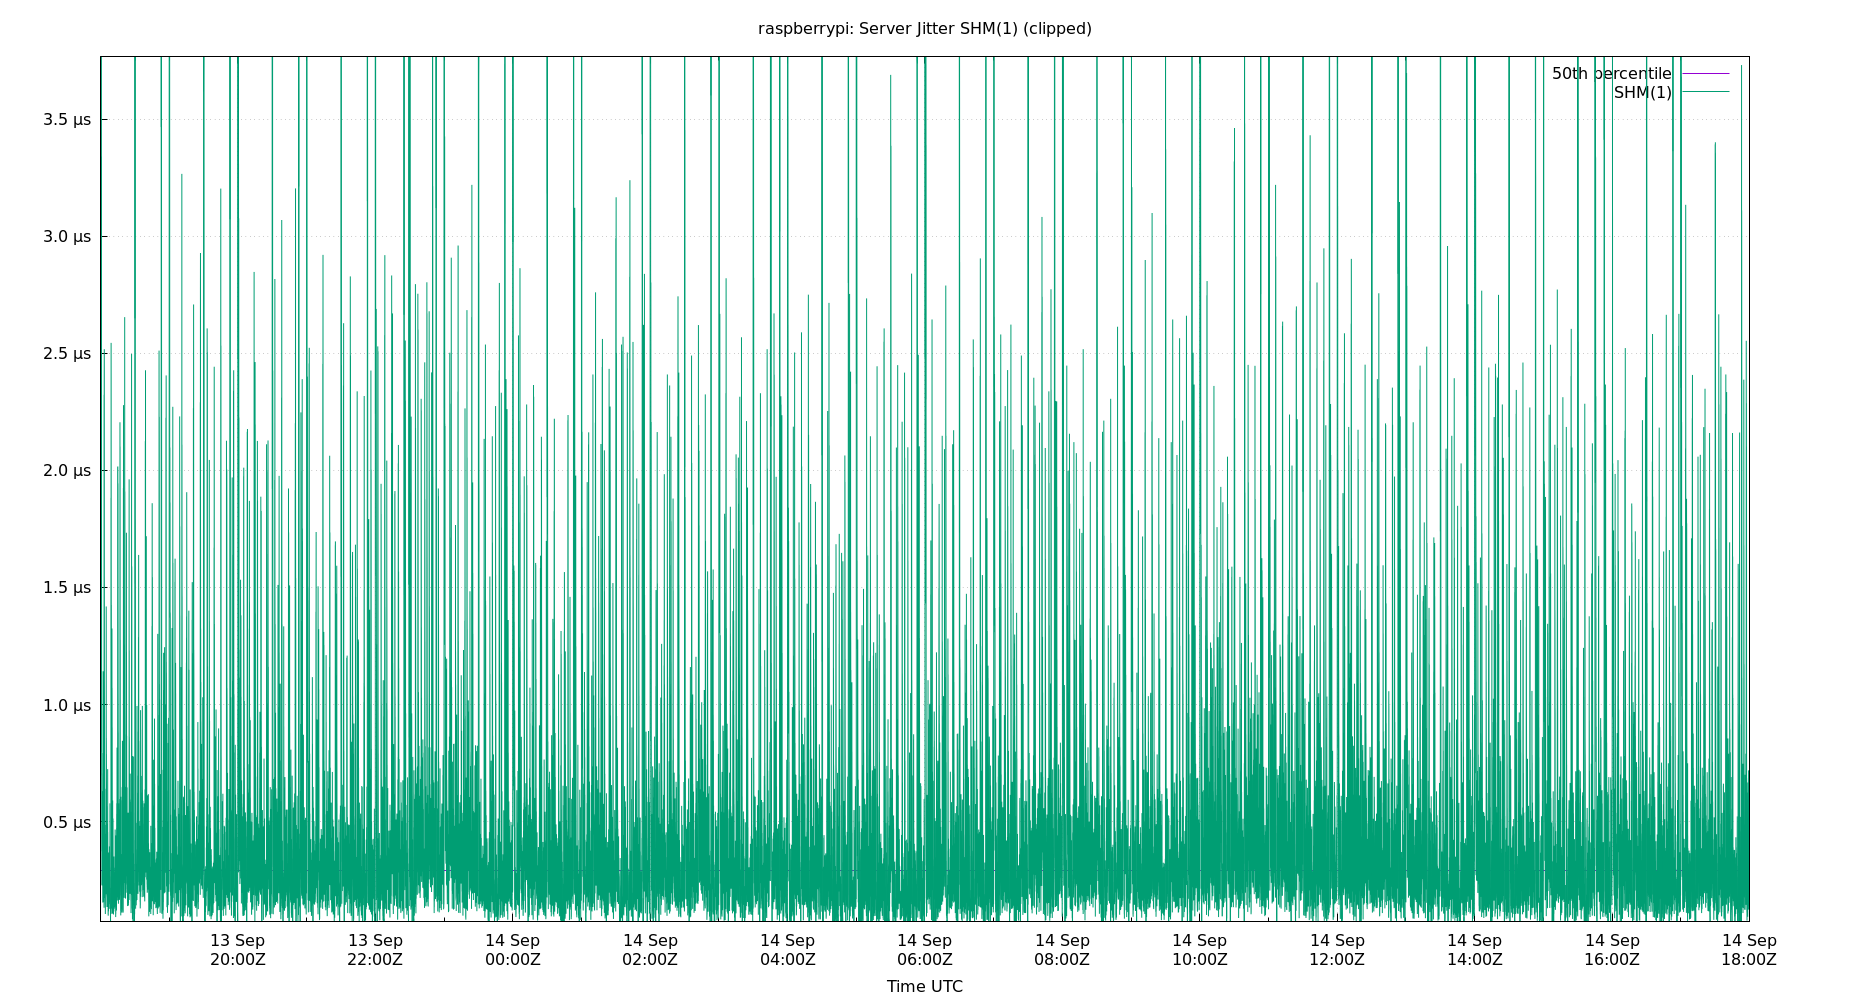 raspberrypi: Server Jitter SHM(1) (clipped)
50th percentile
SHM(1)
3.5 µs
3.0 µs
2.5 µs
2.0 µs
1.5 µs
1.0 µs
0.5 µs
13 Sep 13 Sep 14 Sep 14 Sep 14 Sep 14 Sep 14 Sep 14 Sep 14 Sep 14 Sep 14 Sep 14 Sep
20:00Z 22:00Z 00:00Z 02:00Z 04:00Z 06:00Z 08:00Z 10:00Z 12:00Z 14:00Z 16:00Z 18:00Z
Time UTC